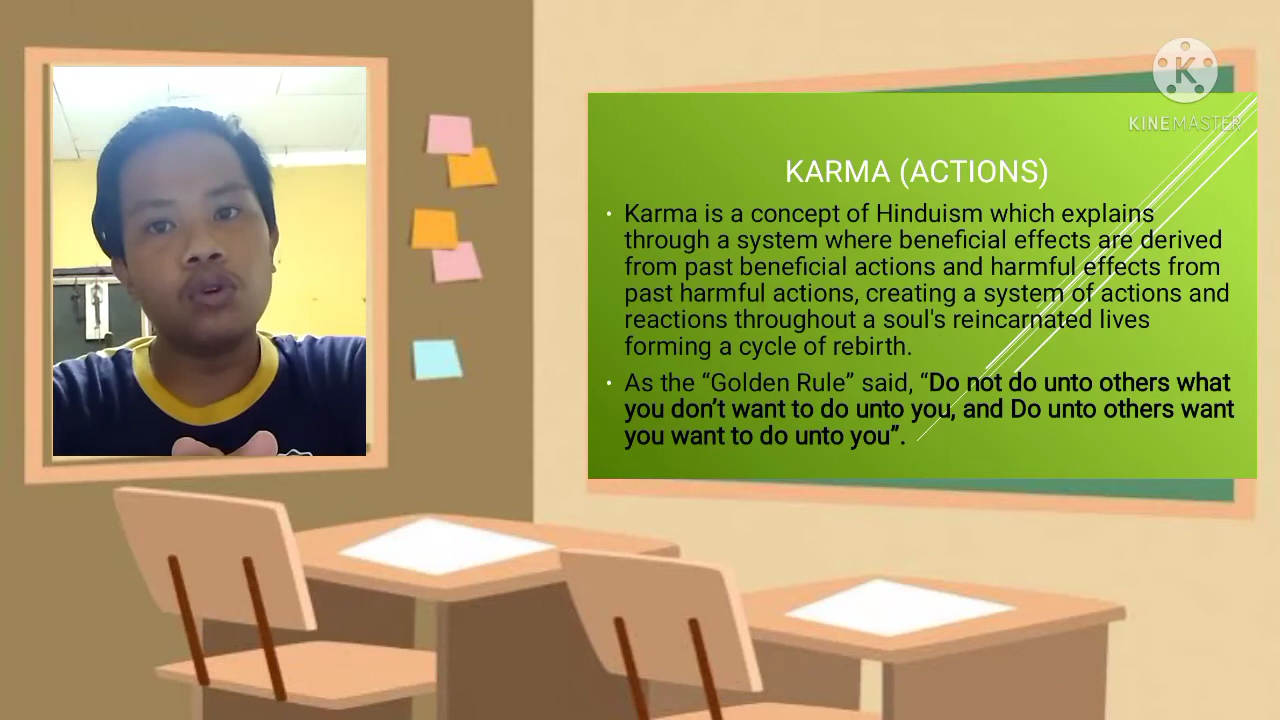 K
KINEMASTER
KARMA (ACTIONS)
• Karma is a concept of Hinduism which explains
through a system where beneficial effects are derived
from past beneficial actions and harmful effects from
past harmful actions, creating a system of actions and
reactions throughout a soul's reincarnated lives
forming a cycle of rebirth.
• As the “Golden Rule” said, “Do not do unto others what
you don’t want to do unto you, and Do unto others want
you want to do unto you”.